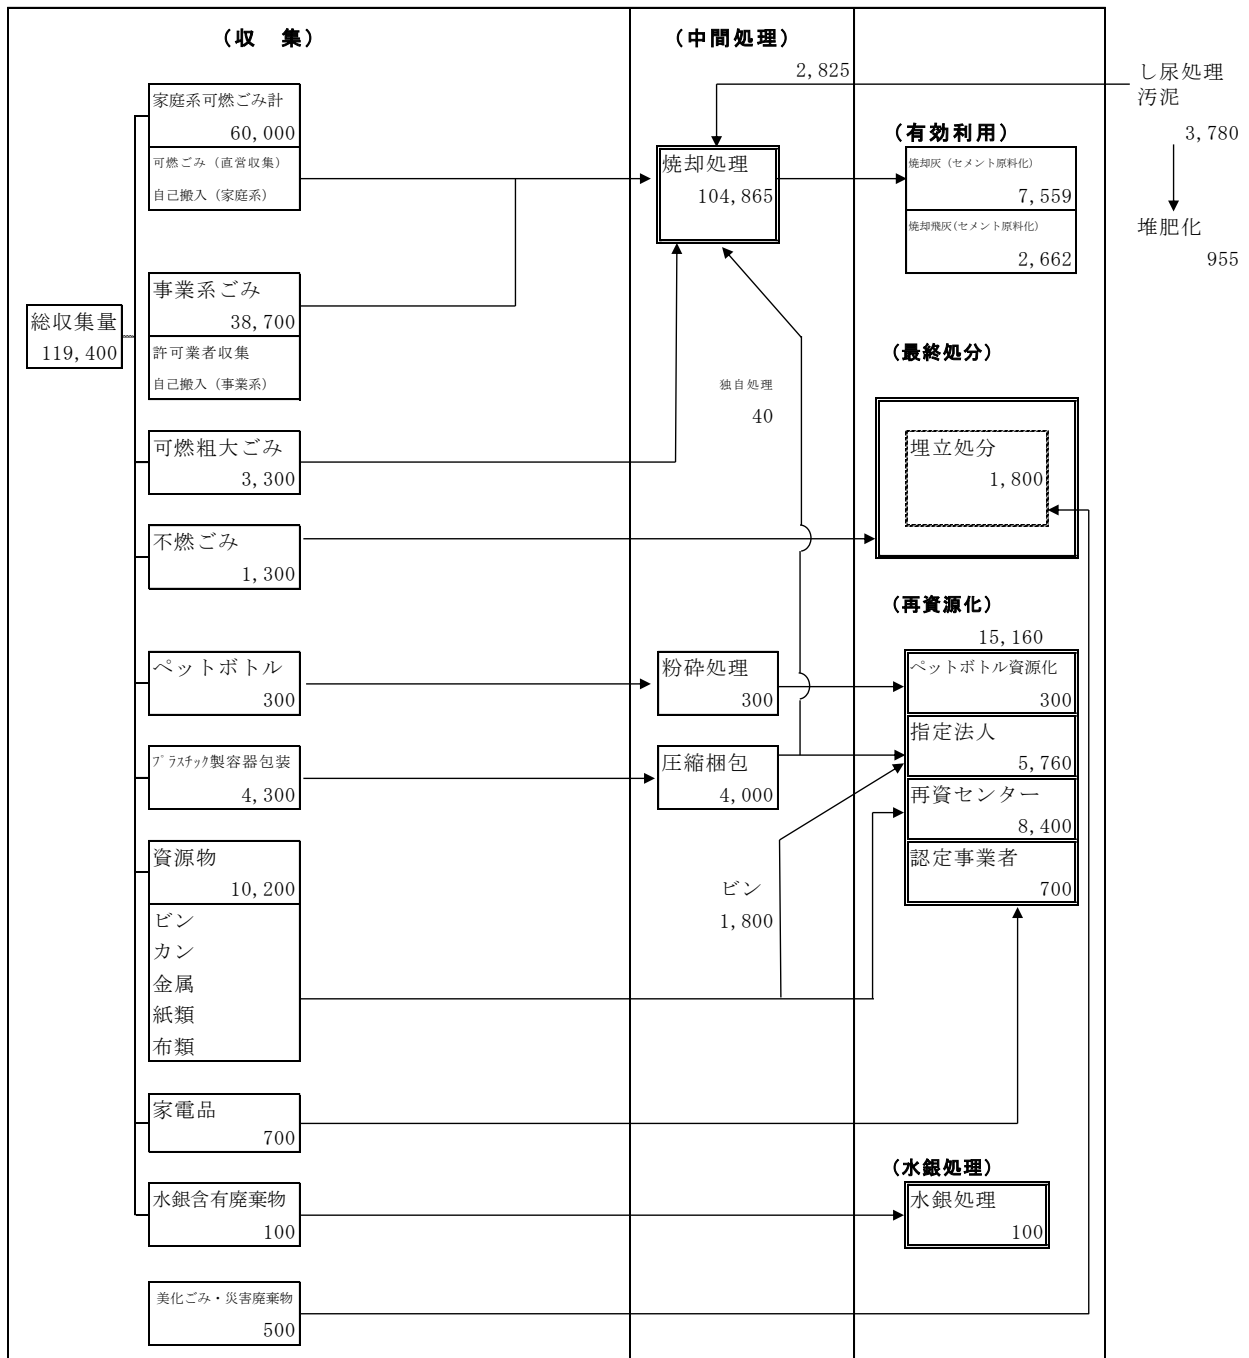 （収　集）
（中間処理）
2,825
し尿処理
汚泥
3,780
堆肥化
955
総収集量
119,400
家庭系可燃ごみ計
60,000
可燃ごみ（直営収集）
自己搬入（家庭系）
事業系ごみ
38,700
許可業者収集
自己搬入（事業系）
可燃粗大ごみ
3,300
不燃ごみ
1,300
ペットボトル
300
ﾌﾟﾗｽﾁｯｸ製容器包装
4,300
資源物
10,200
ビン
カン
金属
紙類
布類
家電品
700
水銀含有廃棄物
100
美化ごみ・災害廃棄物
500
焼却処理
104,865
独自処理
40
粉砕処理
300
圧縮梱包
4,000
ビン
1,800
（有効利用）
焼却灰（セメント原料化）
7,559
焼却飛灰(セメント原料化)
2,662
（最終処分）
埋立処分
1,800
（再資源化）
15,160
ペットボトル資源化
300
指定法人
5,760
再資センター
8,400
認定事業者
700
（水銀処理）
水銀処理
100